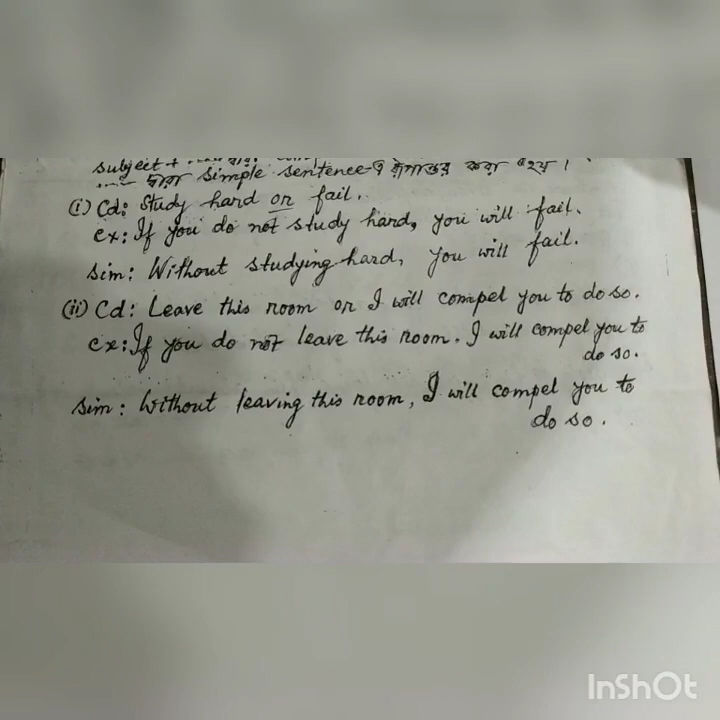 subject +
দ্বারা simple sentence-এ রূপান্তর করা হয়।
(i) Cd: Study hard or fail.
cx: If you do not study hard, you will fail.
sim: Without studying hard, you will fail.
(ii) Cd: Leave this room or I will compel you to do so.
cx: If you do not leave this room. I will compel you to
do so.
sim: Without leaving this room, I will compel you to
do so.
InShOt